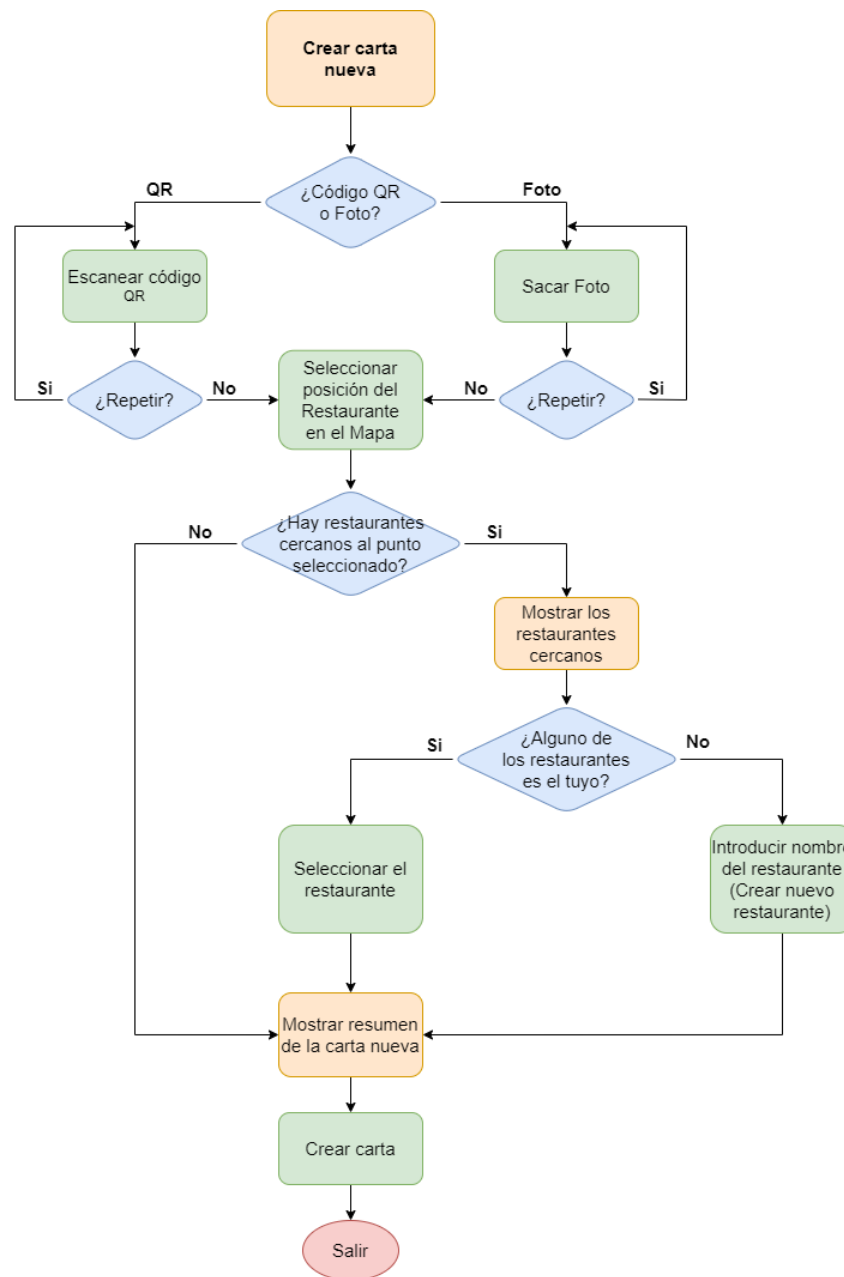 Crear carta
nueva
QR
¿Código QR
o Foto?
Foto
Escanear código
QR
Sacar Foto
Si
¿Repetir?
No
Seleccionar
posición del
Restaurante
en el Mapa
No
¿Repetir?
Si
No
¿Hay restaurantes
cercanos al punto
seleccionado?
Si
Mostrar los
restaurantes
cercanos
Si
¿Alguno de
los restaurantes
es el tuyo?
No
Seleccionar el
restaurante
Introducir nombre
del restaurante
(Crear nuevo
restaurante)
Mostrar resumen
de la carta nueva
Crear carta
Salir